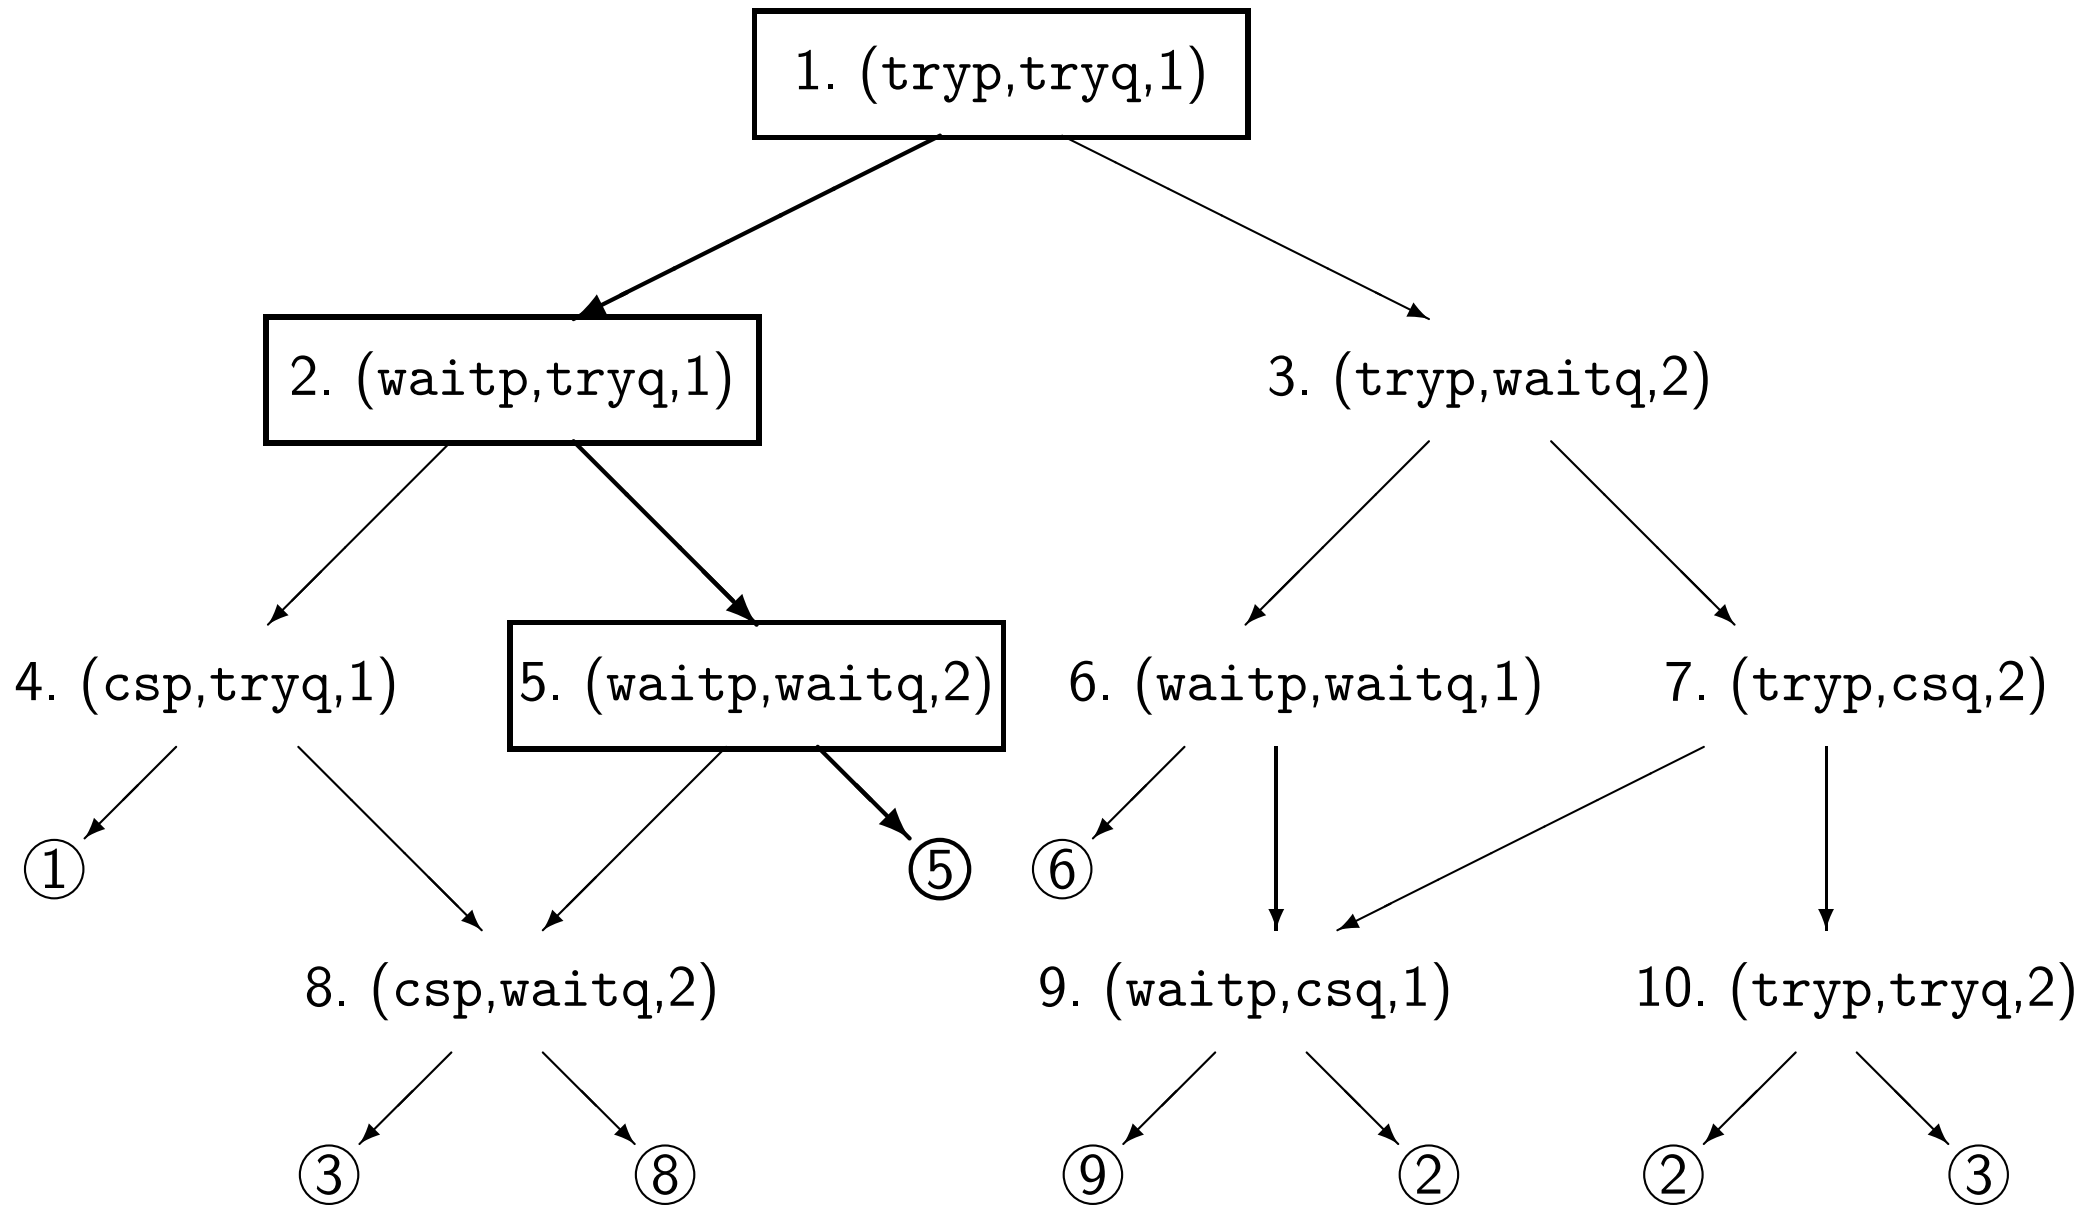 1. (tryp,tryq,1)
2. (waitp,tryq,1)
3. (tryp,waitq,2)
4. (csp,tryq,1)
5. (waitp,waitq,2)
6. (waitp,waitq,1)
7. (tryp,csq,2)
1
5
6
8. (csp,waitq,2)
9. (waitp,csq,1)
10. (tryp,tryq,2)
3
8
9
2
2
3